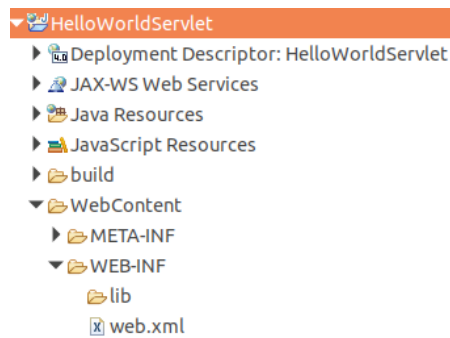 HelloWorldServlet
Deployment Descriptor: HelloWorldServlet
JAX-WS Web Services
Java Resources
JavaScript Resources
build
WebContent
META-INF
WEB-INF
lib
web.xml